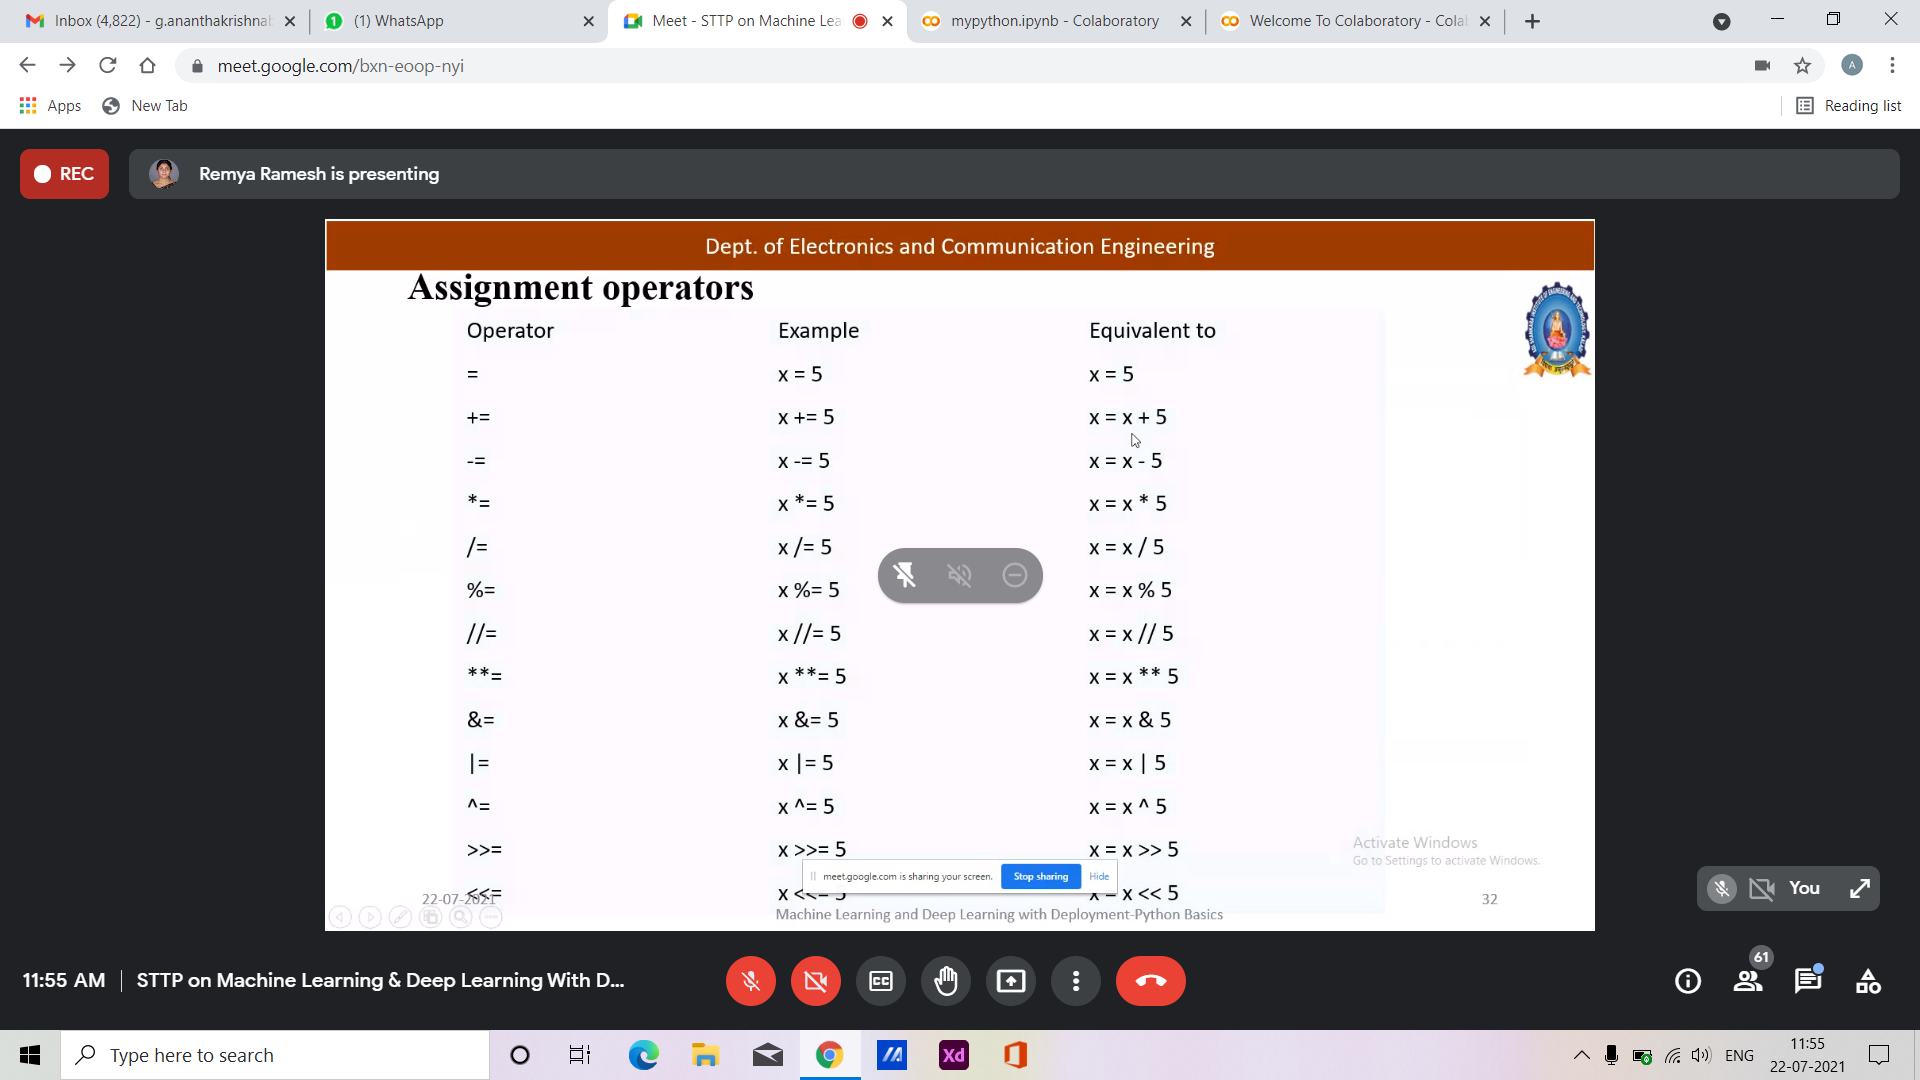 Inbox (4,822) - g.ananthakrishnab
(1) WhatsApp
Meet - STTP on Machine Lea
mypython.ipynb - Colaboratory
Welcome To Colaboratory - Colab
meet.google.com/bxn-eoop-nyi
A
Apps
New Tab
Reading list
REC
Remya Ramesh is presenting
Dept. of Electronics and Communication Engineering
Assignment operators
Operator Example Equivalent to
= x = 5 x = 5
+= x += 5 x = x + 5
-= x -= 5 x = x - 5
*= x *= 5 x = x * 5
/= x /= 5 x = x / 5
%= x %= 5 x = x % 5
//= x //= 5 x = x // 5
**= x **= 5 x = x ** 5
&= x &= 5 x = x & 5
|= x |= 5 x = x | 5
^= x ^= 5 x = x ^ 5
>>= x >>= 5 x = x >> 5
<<= x <<= 5 x = x << 5
Activate Windows
Go to Settings to activate Windows.
meet.google.com is sharing your screen. Stop sharing Hide
22-07-2021
32
Machine Learning and Deep Learning with Deployment-Python Basics
You
11:55 AM | STTP on Machine Learning & Deep Learning With D...
61
Type here to search
Xd
ENG
11:55
22-07-2021